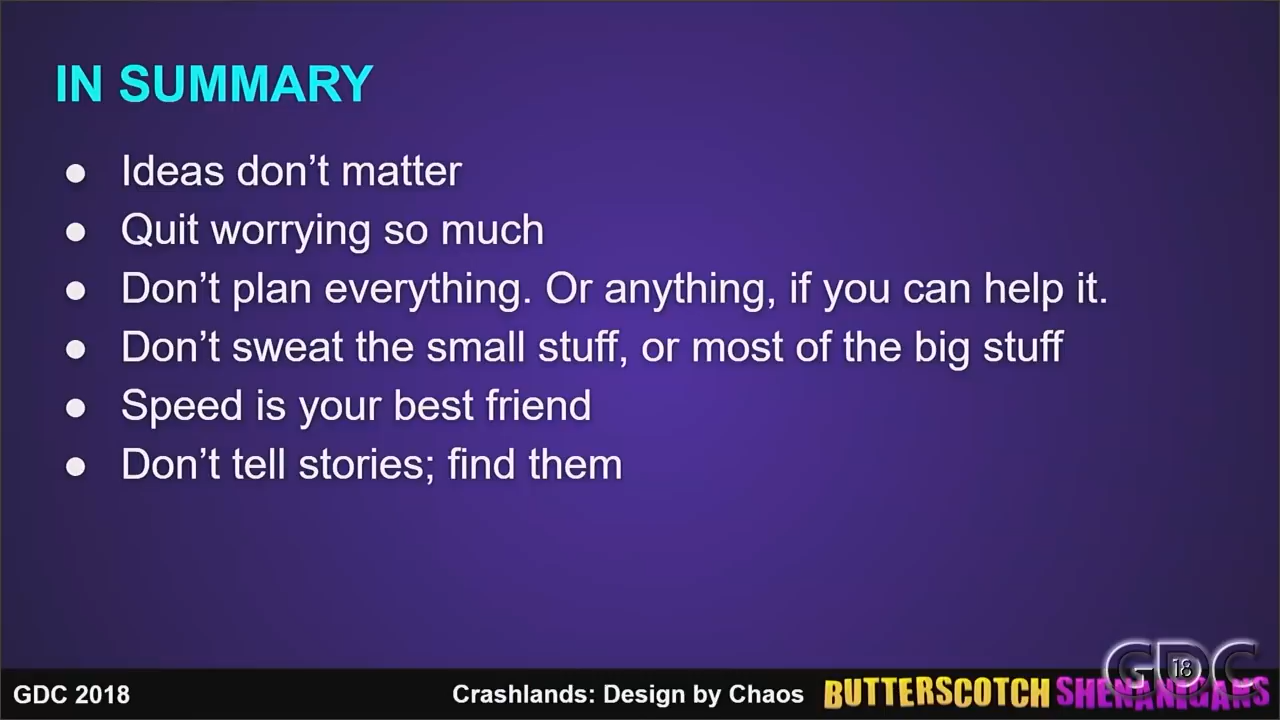 IN SUMMARY
● Ideas don’t matter
● Quit worrying so much
● Don’t plan everything. Or anything, if you can help it.
● Don’t sweat the small stuff, or most of the big stuff
● Speed is your best friend
● Don’t tell stories; find them
GDC 18
GDC 2018 Crashlands: Design by Chaos BUTTERSCOTCH SHENANIGANS